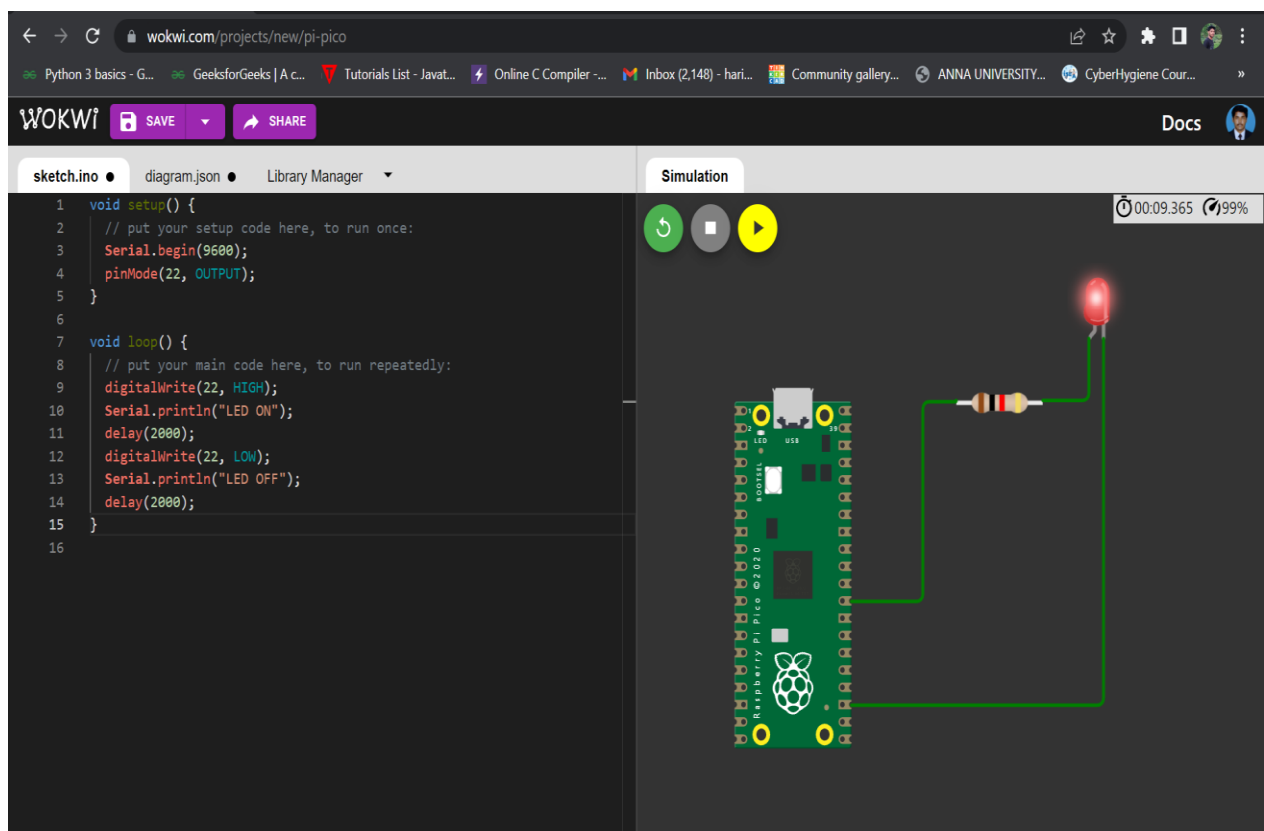 wokwi.com/projects/new/pi-pico
Python 3 basics - G... GeeksforGeeks | A c... Tutorials List - Javat... Online C Compiler -... Inbox (2,148) - hari... Community gallery... ANNA UNIVERSITY... CyberHygiene Cour... »
WOKWi SAVE SHARE Docs
sketch.ino ● diagram.json ● Library Manager
Simulation
00:09.365 99%
1 void setup() {
2 // put your setup code here, to run once:
3 Serial.begin(9600);
4 pinMode(22, OUTPUT);
5 }
6
7 void loop() {
8 // put your main code here, to run repeatedly:
9 digitalWrite(22, HIGH);
10 Serial.println("LED ON");
11 delay(2000);
12 digitalWrite(22, LOW);
13 Serial.println("LED OFF");
14 delay(2000);
15 }
16
1
2
39
LED
USB
BOOTSEL
Raspberry Pi Pico ©2020